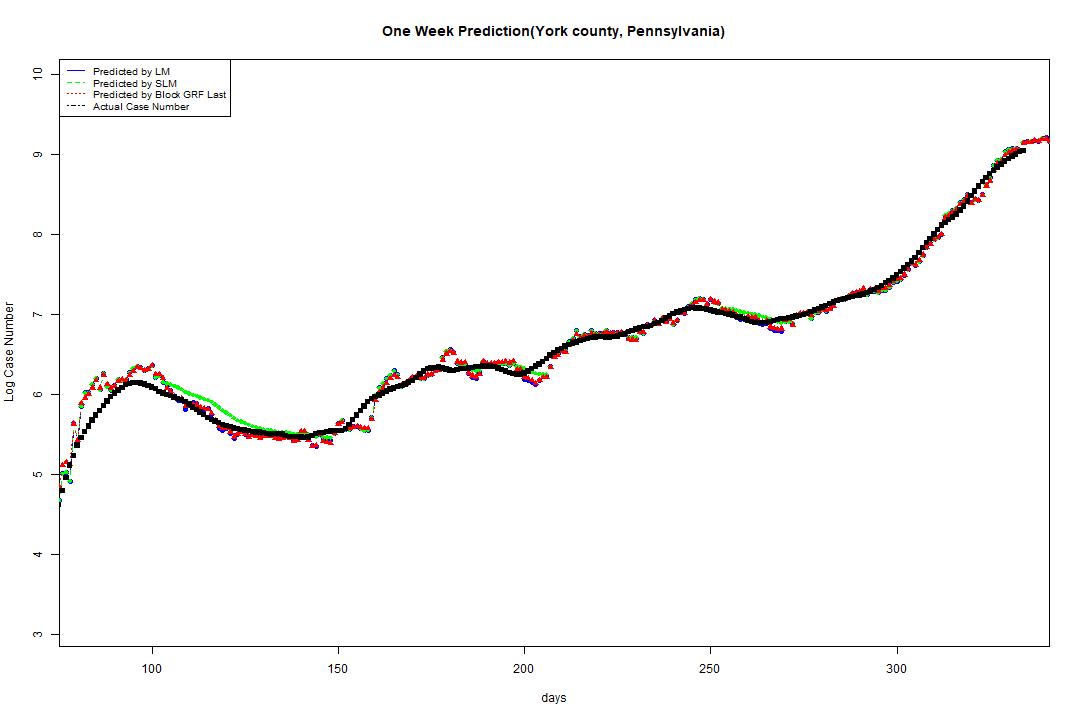 One Week Prediction(York county, Pennsylvania)
Predicted by LM
Predicted by SLM
Predicted by Block GRF Last
Actual Case Number
10
9
8
7
6
5
4
3
Log Case Number
100 150 200 250 300
days